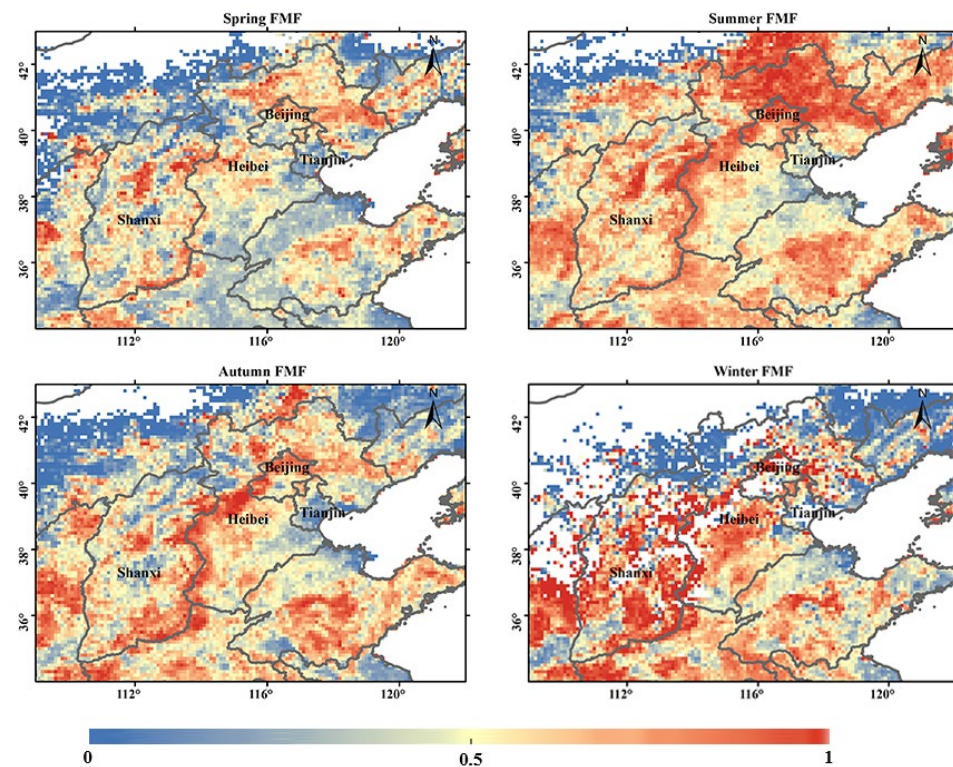 Spring FMF
Summer FMF
N
42°
40°
38°
36°
Beijing
Heibei
Tianjin
Shanxi
112°
116°
120°
N
42°
40°
38°
36°
Beijing
Heibei
Tianjin
Shanxi
112°
116°
120°
Autumn FMF
Winter FMF
N
42°
40°
38°
36°
Beijing
Heibei
Tianjin
Shanxi
112°
116°
120°
N
42°
40°
38°
36°
Beijing
Heibei
Tianjin
Shanxi
112°
116°
120°
0
0.5
1